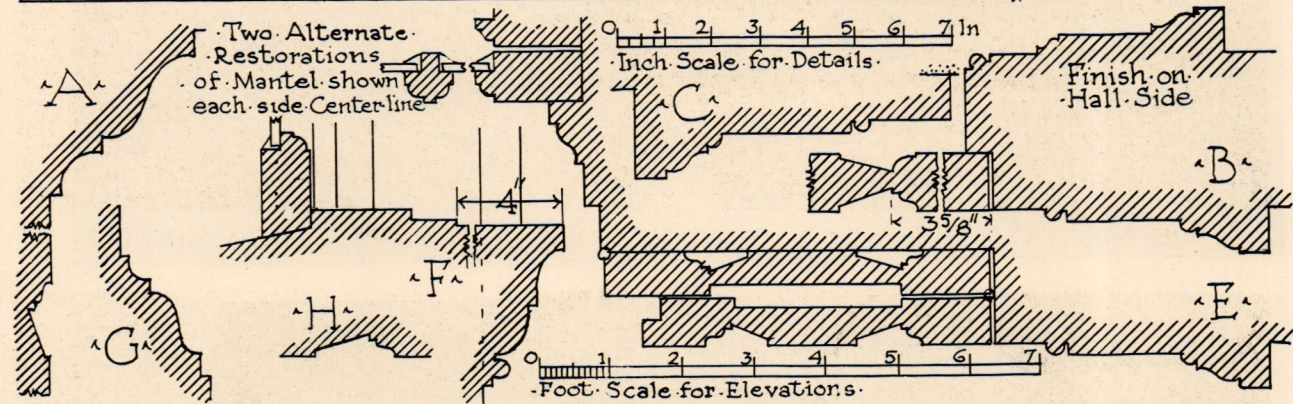 ·Two Alternate·
·Restorations·
of Mantel shown
each side Center line
0 1 2 3 4 5 6 7 In
·Inch Scale for Details·
Finish on·
·Hall Side
A
C
B
4"
3 5/8"
F
H
G
E
0 1 2 3 4 5 6 7
·Foot·Scale·for·Elevations·